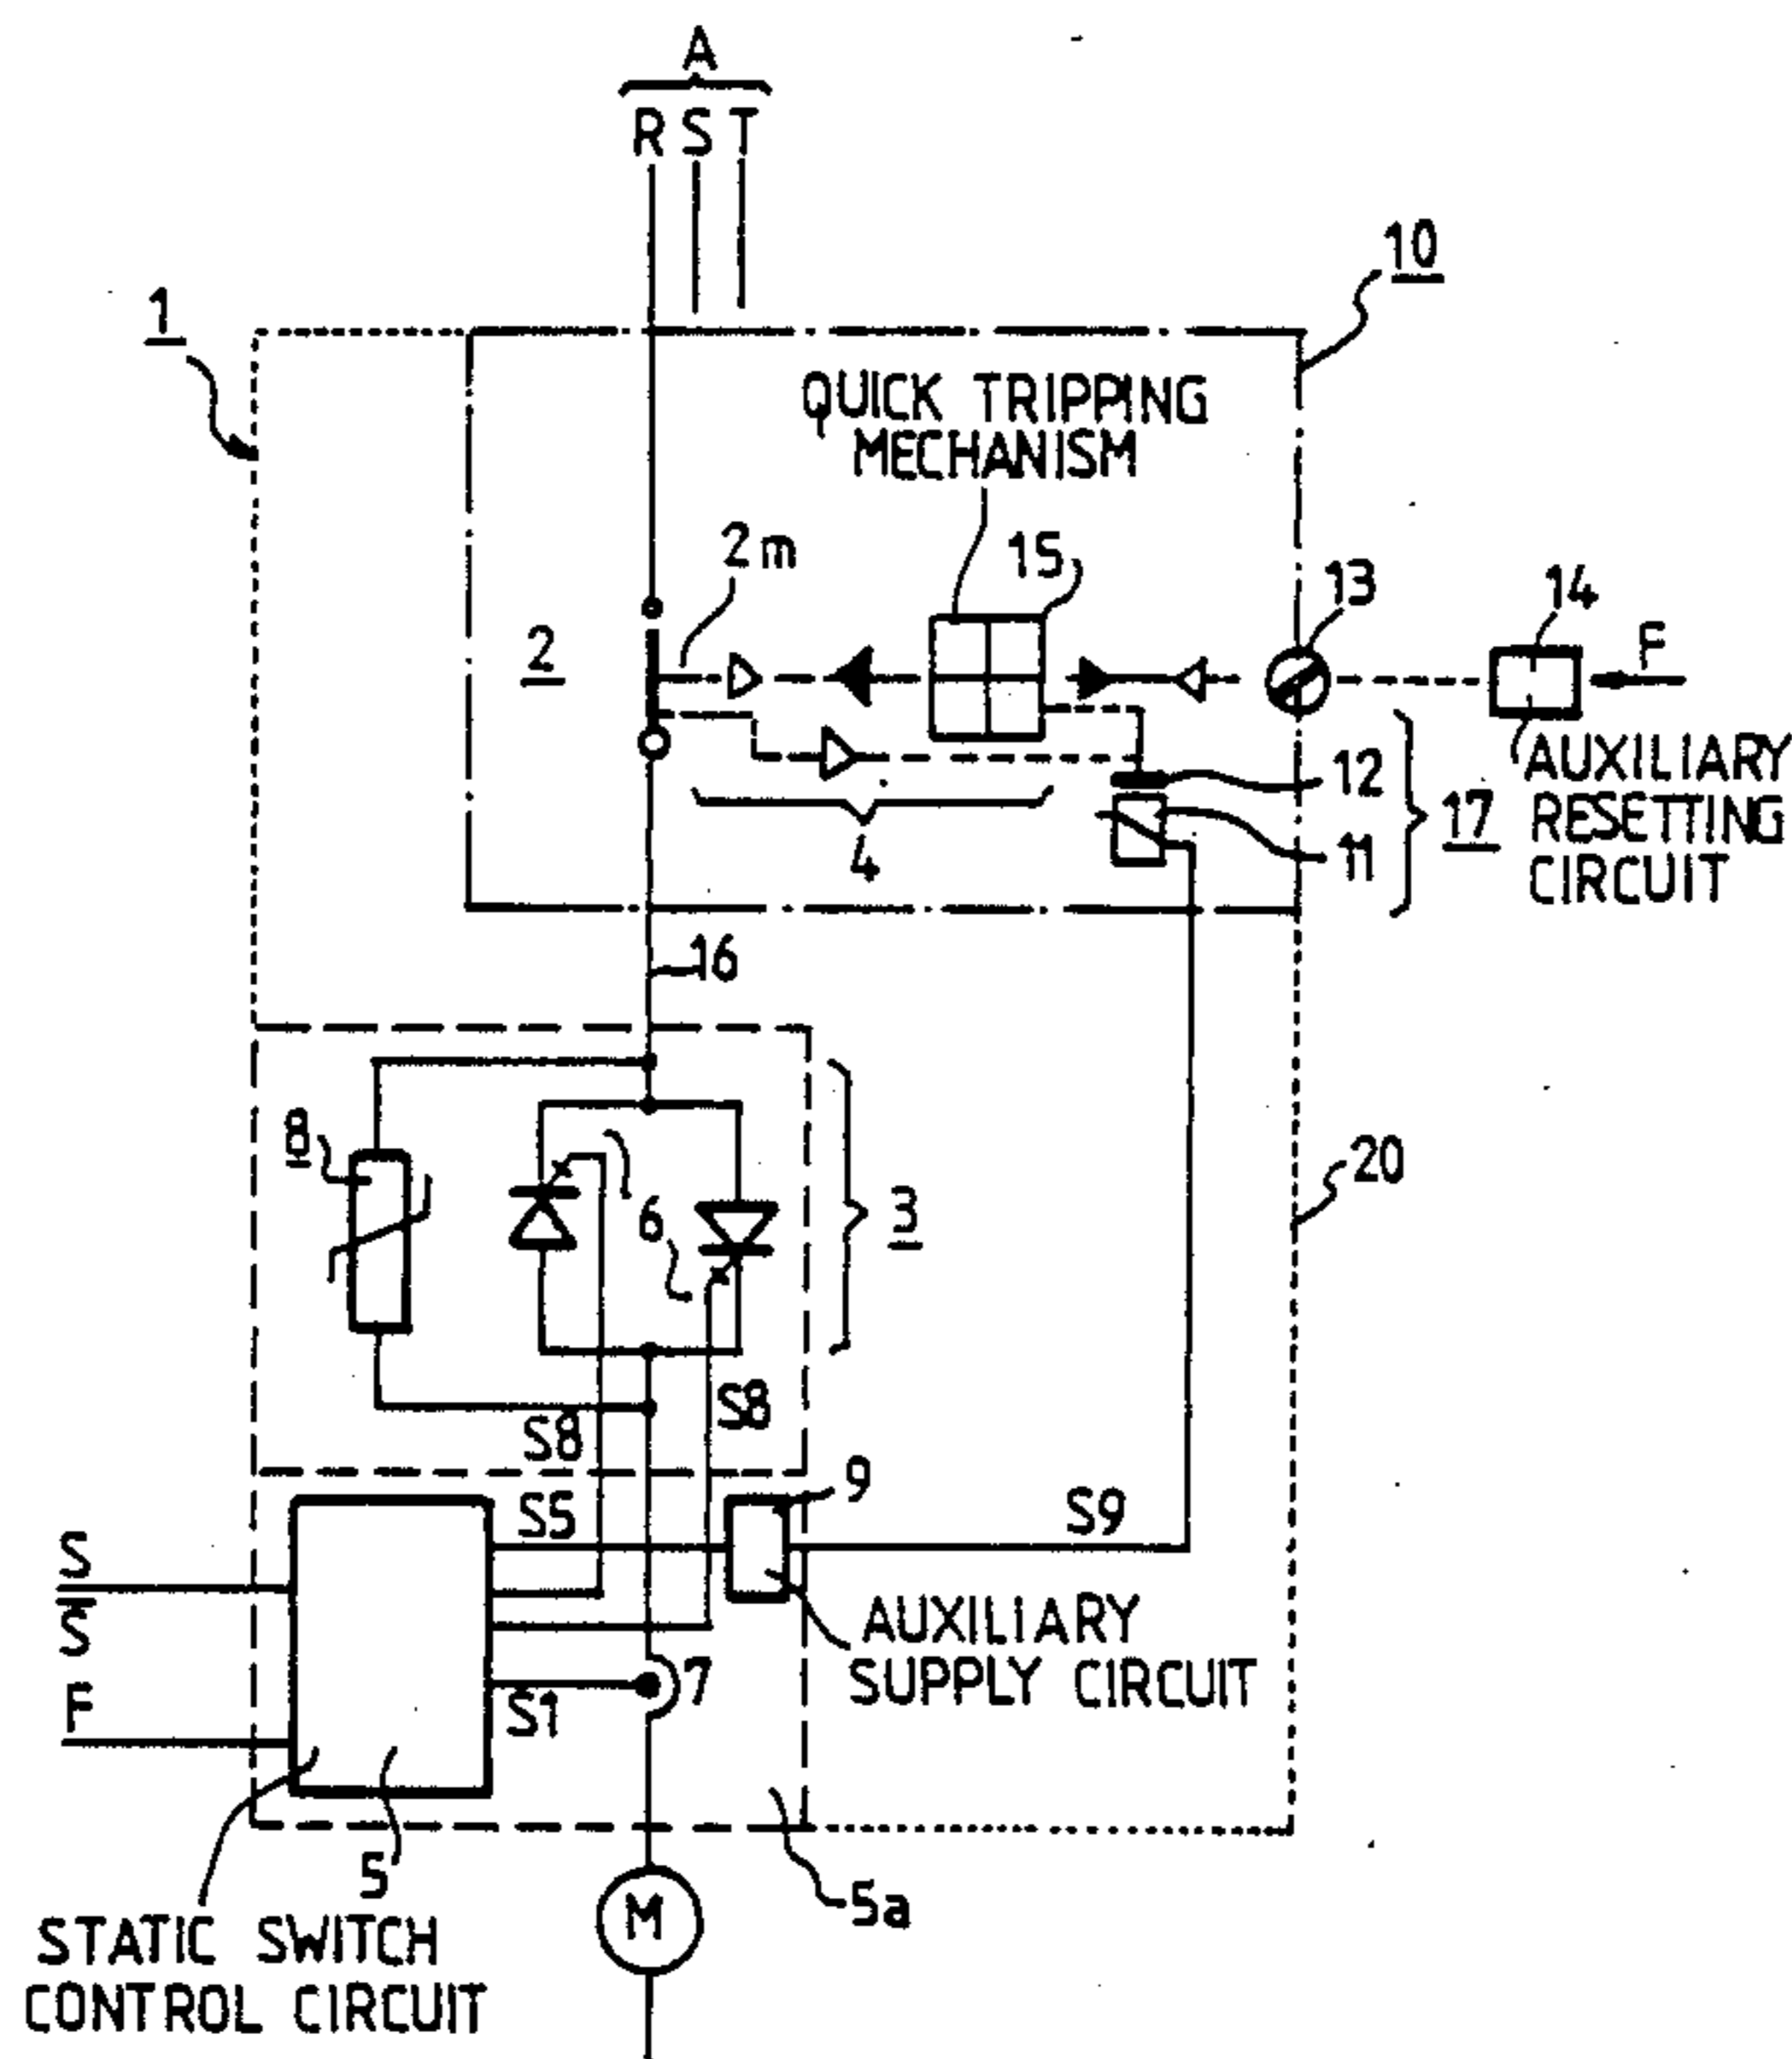 A
R S T
10
1
QUICK TRIPPING
MECHANISM
2m
15
13
14
F
2
12
17
11
4
AUXILIARY
RESETTING
CIRCUIT
16
8
6
3
20
S8
S8
9
S5
S9
S
S̅
F
S1
7
AUXILIARY
SUPPLY CIRCUIT
5
5a
M
STATIC SWITCH
CONTROL CIRCUIT